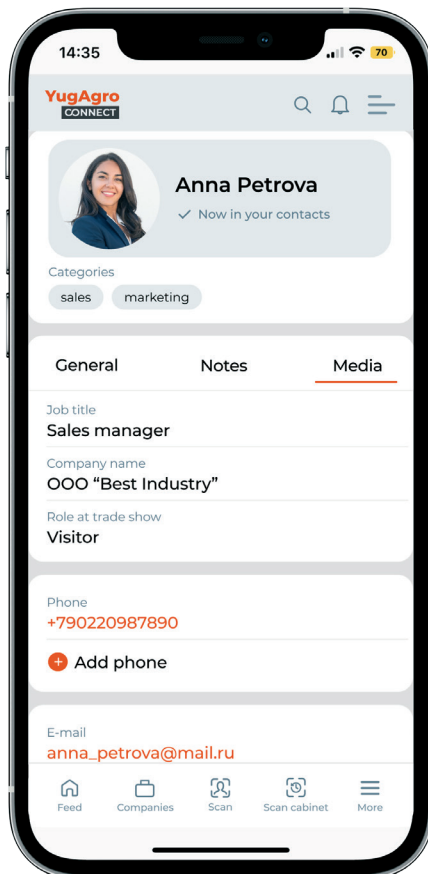 14:35
70
YugAgro
CONNECT
Anna Petrova
Now in your contacts
Categories
sales marketing
General Notes Media
Job title
Sales manager
Company name
OOO “Best Industry”
Role at trade show
Visitor
Phone
+790220987890
Add phone
E-mail
anna_petrova@mail.ru
Feed Companies Scan Scan cabinet More